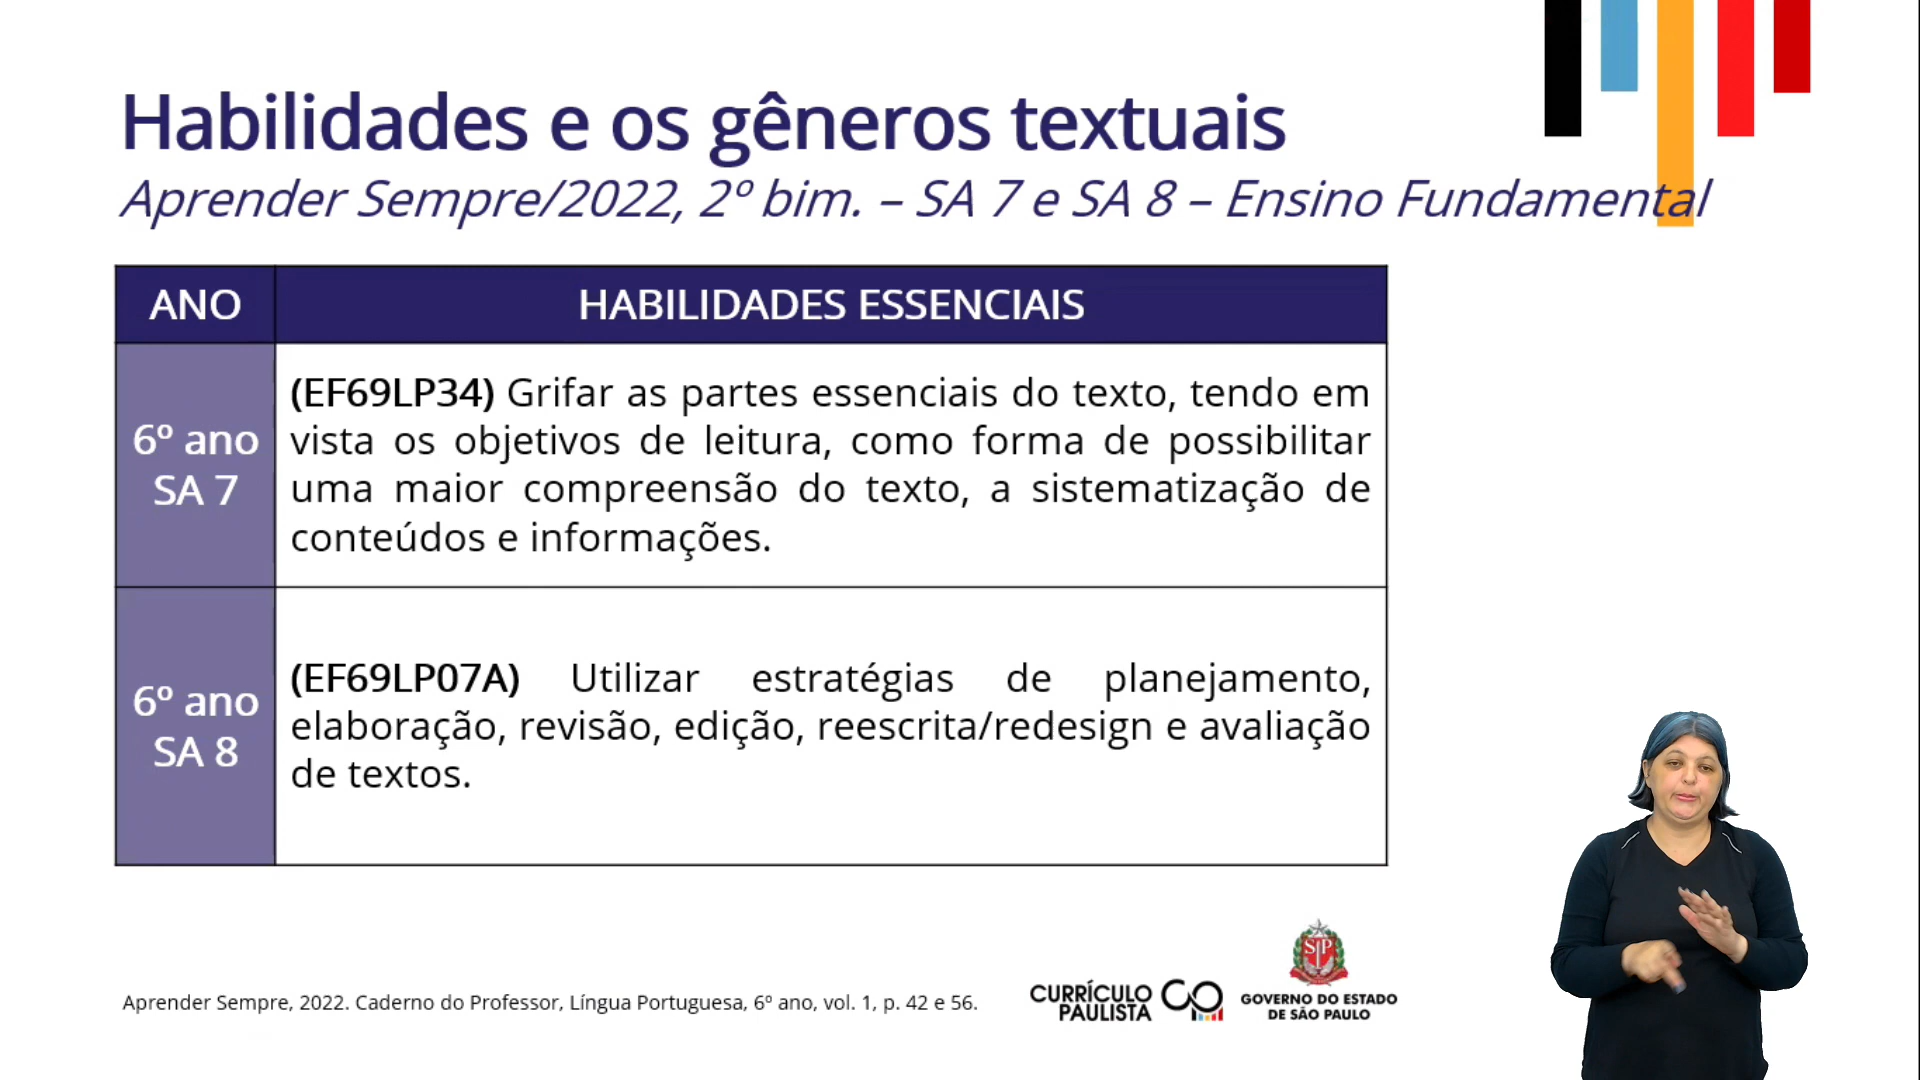 Habilidades e os gêneros textuais
Aprender Sempre/2022, 2º bim. – SA 7 e SA 8 – Ensino Fundamental
ANO
HABILIDADES ESSENCIAIS
6º ano
SA 7
(EF69LP34) Grifar as partes essenciais do texto, tendo em
vista os objetivos de leitura, como forma de possibilitar
uma maior compreensão do texto, a sistematização de
conteúdos e informações.
6º ano
SA 8
(EF69LP07A) Utilizar estratégias de planejamento,
elaboração, revisão, edição, reescrita/redesign e avaliação
de textos.
Aprender Sempre, 2022. Caderno do Professor, Língua Portuguesa, 6º ano, vol. 1, p. 42 e 56.
CURRÍCULO
PAULISTA
SP
GOVERNO DO ESTADO
DE SÃO PAULO